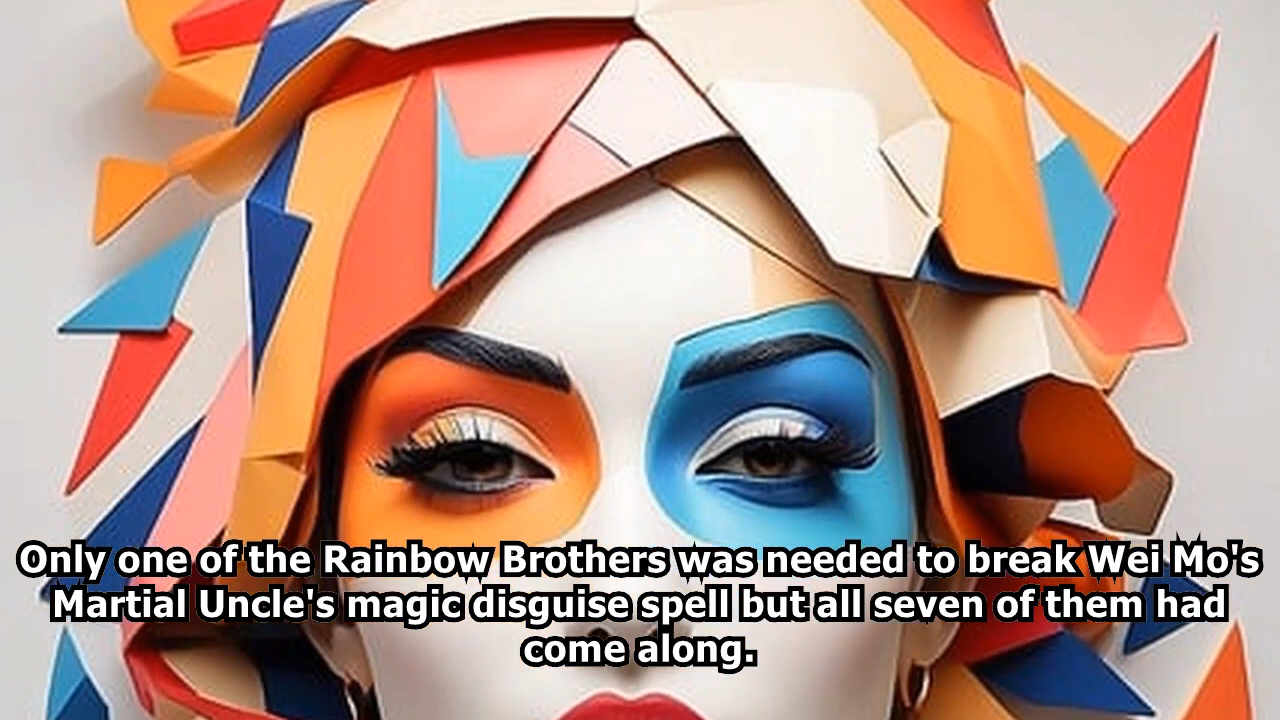 Only one of the Rainbow Brothers was needed to break Wei Mo's
Martial Uncle's magic disguise spell but all seven of them had
come along.